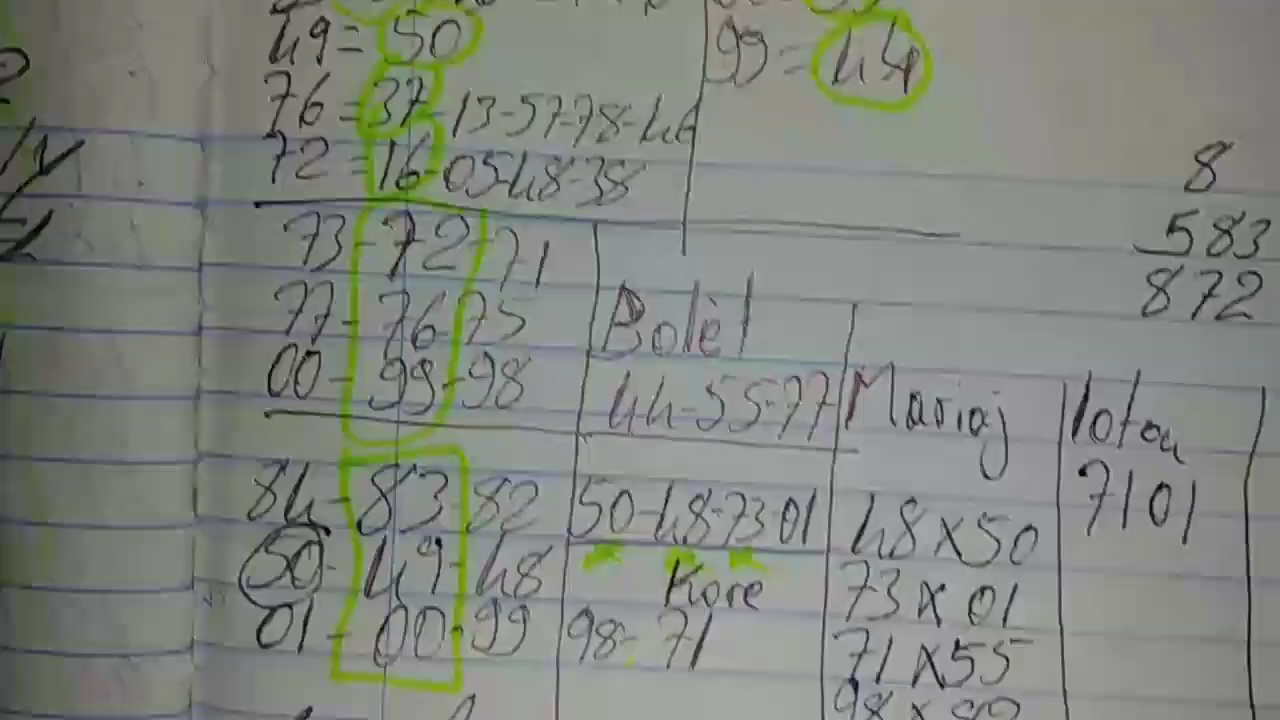 49=50
99=44
76=37-13-57-78-46
72=16-05-48-38
8
583
872
73-72-71
77-76-75
00-99-98
Bolèt
44-55-77
Mariaj
lotou
7101
84-83-82
50-49-48
01-00-99
50-48-73-01
Kore
98-71
48x50
73x01
71x55